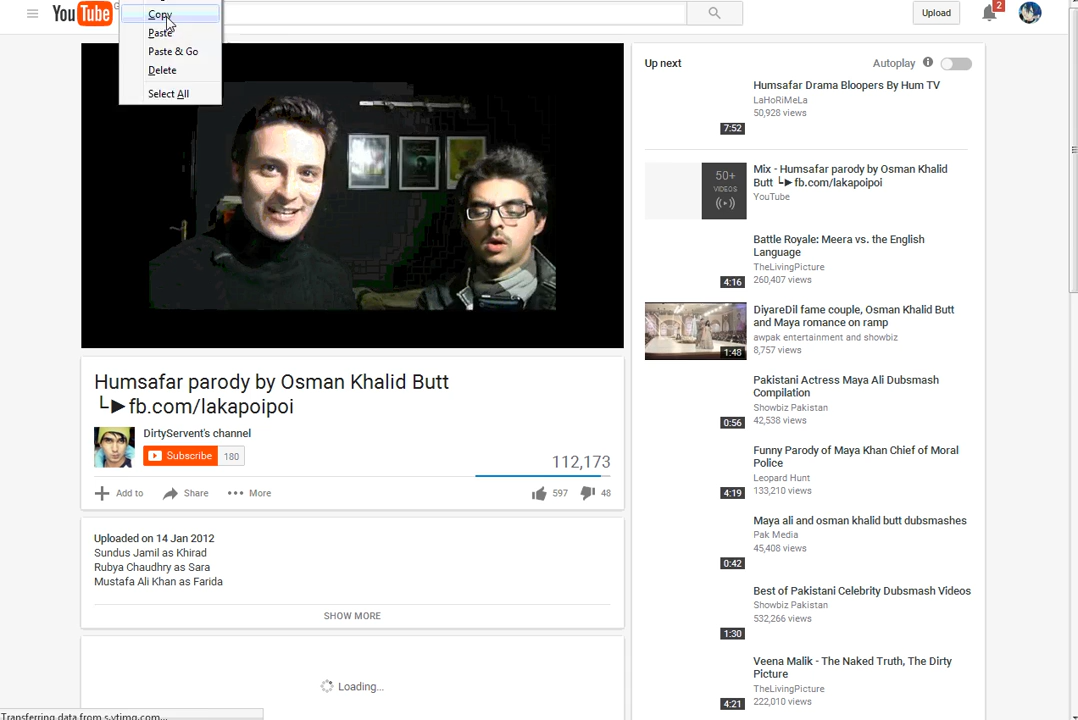 YouTube
Copy
Paste
Paste & Go
Delete
Select All
Upload
2
Up next
Autoplay
Humsafar Drama Bloopers By Hum TV
LaHoRiMeLa
50,928 views
7:52
50+
VIDEOS
Mix - Humsafar parody by Osman Khalid
Butt └►fb.com/lakapoipoi
YouTube
Battle Royale: Meera vs. the English
Language
TheLivingPicture
260,407 views
4:16
DiyareDil fame couple, Osman Khalid Butt
and Maya romance on ramp
awpak entertainment and showbiz
8,757 views
1:48
Pakistani Actress Maya Ali Dubsmash
Compilation
Showbiz Pakistan
42,538 views
0:56
Funny Parody of Maya Khan Chief of Moral
Police
Leopard Hunt
133,210 views
4:19
Maya ali and osman khalid butt dubsmashes
Pak Media
45,408 views
0:42
Best of Pakistani Celebrity Dubsmash Videos
Showbiz Pakistan
532,266 views
1:30
Veena Malik - The Naked Truth, The Dirty
Picture
TheLivingPicture
222,010 views
4:21
Humsafar parody by Osman Khalid Butt
└►fb.com/lakapoipoi
DirtyServent's channel
Subscribe
180
112,173
Add to
Share
More
597
48
Uploaded on 14 Jan 2012
Sundus Jamil as Khirad
Rubya Chaudhry as Sara
Mustafa Ali Khan as Farida
SHOW MORE
Loading...
Transferring data from s.ytimg.com...